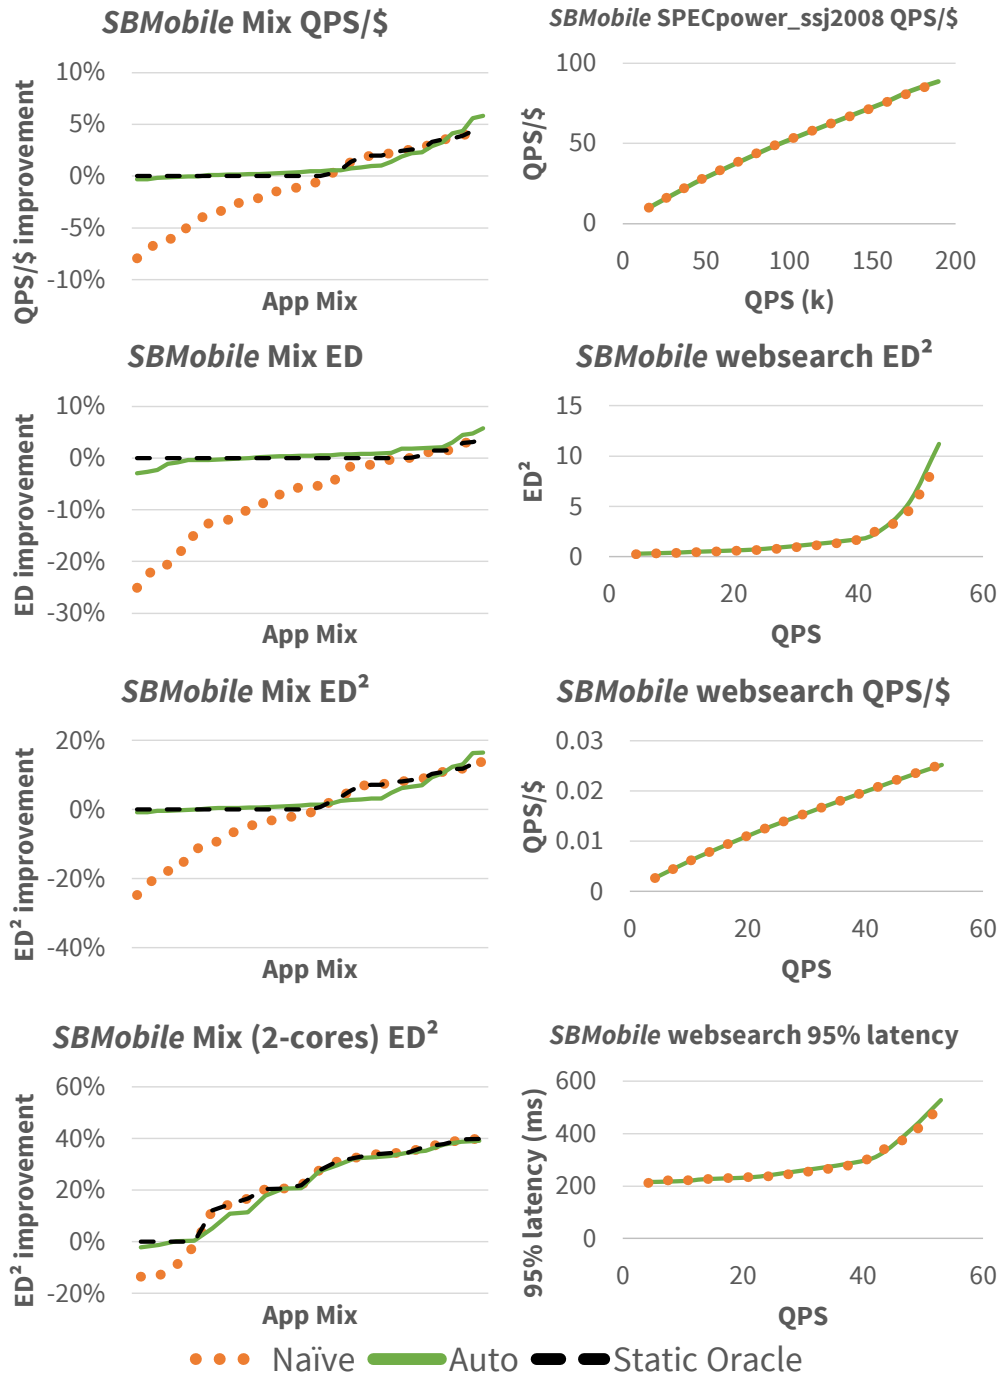 SBMobile Mix QPS/$
QPS/$ improvement
10%
5%
0%
-5%
-10%
App Mix
SBMobile SPECpower_ssj2008 QPS/$
QPS/$
100
50
0
0 50 100 150 200
QPS (k)
SBMobile Mix ED
ED improvement
10%
0%
-10%
-20%
-30%
App Mix
SBMobile websearch ED²
ED²
15
10
5
0
0 20 40 60
QPS
SBMobile Mix ED²
ED² improvement
20%
0%
-20%
-40%
App Mix
SBMobile websearch QPS/$
QPS/$
0.03
0.02
0.01
0
0 20 40 60
QPS
SBMobile Mix (2-cores) ED²
ED² improvement
60%
40%
20%
0%
-20%
App Mix
SBMobile websearch 95% latency
95% latency (ms)
600
400
200
0
0 20 40 60
QPS
Naïve Auto Static Oracle